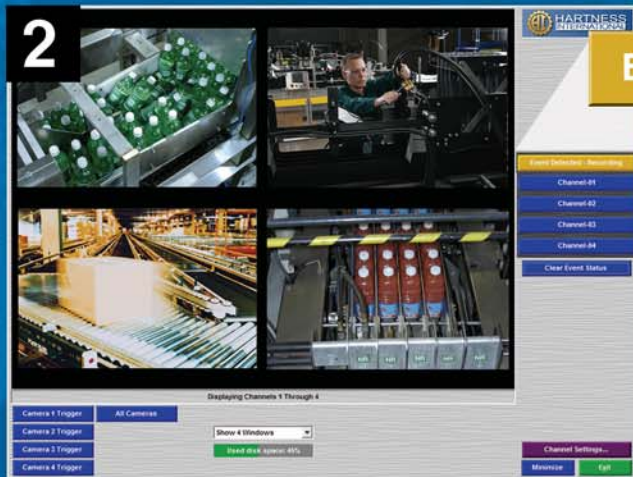 2
HARTNESS
INTERNATIONAL
E
Event Detected - Recording
Channel-01
Channel-02
Channel-03
Channel-04
Clear Event Status
Displaying Channels 1 Through 4
Camera 1 Trigger
All Cameras
Camera 2 Trigger
Show 4 Windows
Camera 3 Trigger
Used disk space: 45%
Camera 4 Trigger
Channel Settings...
Minimize
Exit